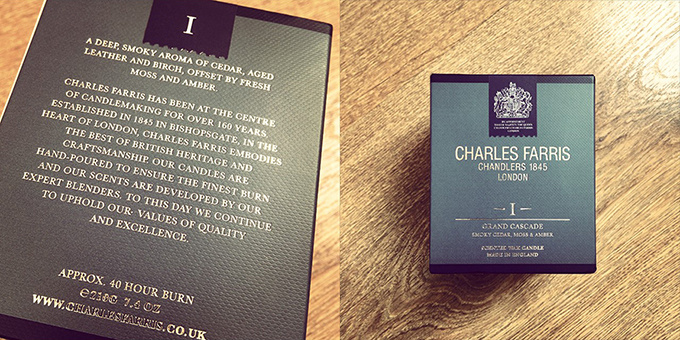 I
A DEEP, SMOKY AROMA OF CEDAR, AGED
LEATHER AND BIRCH, OFFSET BY FRESH
MOSS AND AMBER.
CHARLES FARRIS HAS BEEN AT THE CENTRE
OF CANDLEMAKING FOR OVER 160 YEARS.
ESTABLISHED IN 1845 IN BISHOPSGATE, IN THE
HEART OF LONDON, CHARLES FARRIS EMBODIES
THE BEST OF BRITISH HERITAGE AND
CRAFTSMANSHIP. OUR CANDLES ARE
HAND-POURED TO ENSURE THE FINEST BURN
AND OUR SCENTS ARE DEVELOPED BY OUR
EXPERT BLENDERS. TO THIS DAY WE CONTINUE
TO UPHOLD OUR VALUES OF QUALITY
AND EXCELLENCE.
APPROX. 40 HOUR BURN
℮210G 7.4 OZ
WWW.CHARLESFARRIS.CO.UK
CHARLES FARRIS
CHANDLERS 1845
LONDON
I
GRAND CASCADE
SMOKY CEDAR, MOSS & AMBER
SCENTED WAX CANDLE
MADE IN ENGLAND